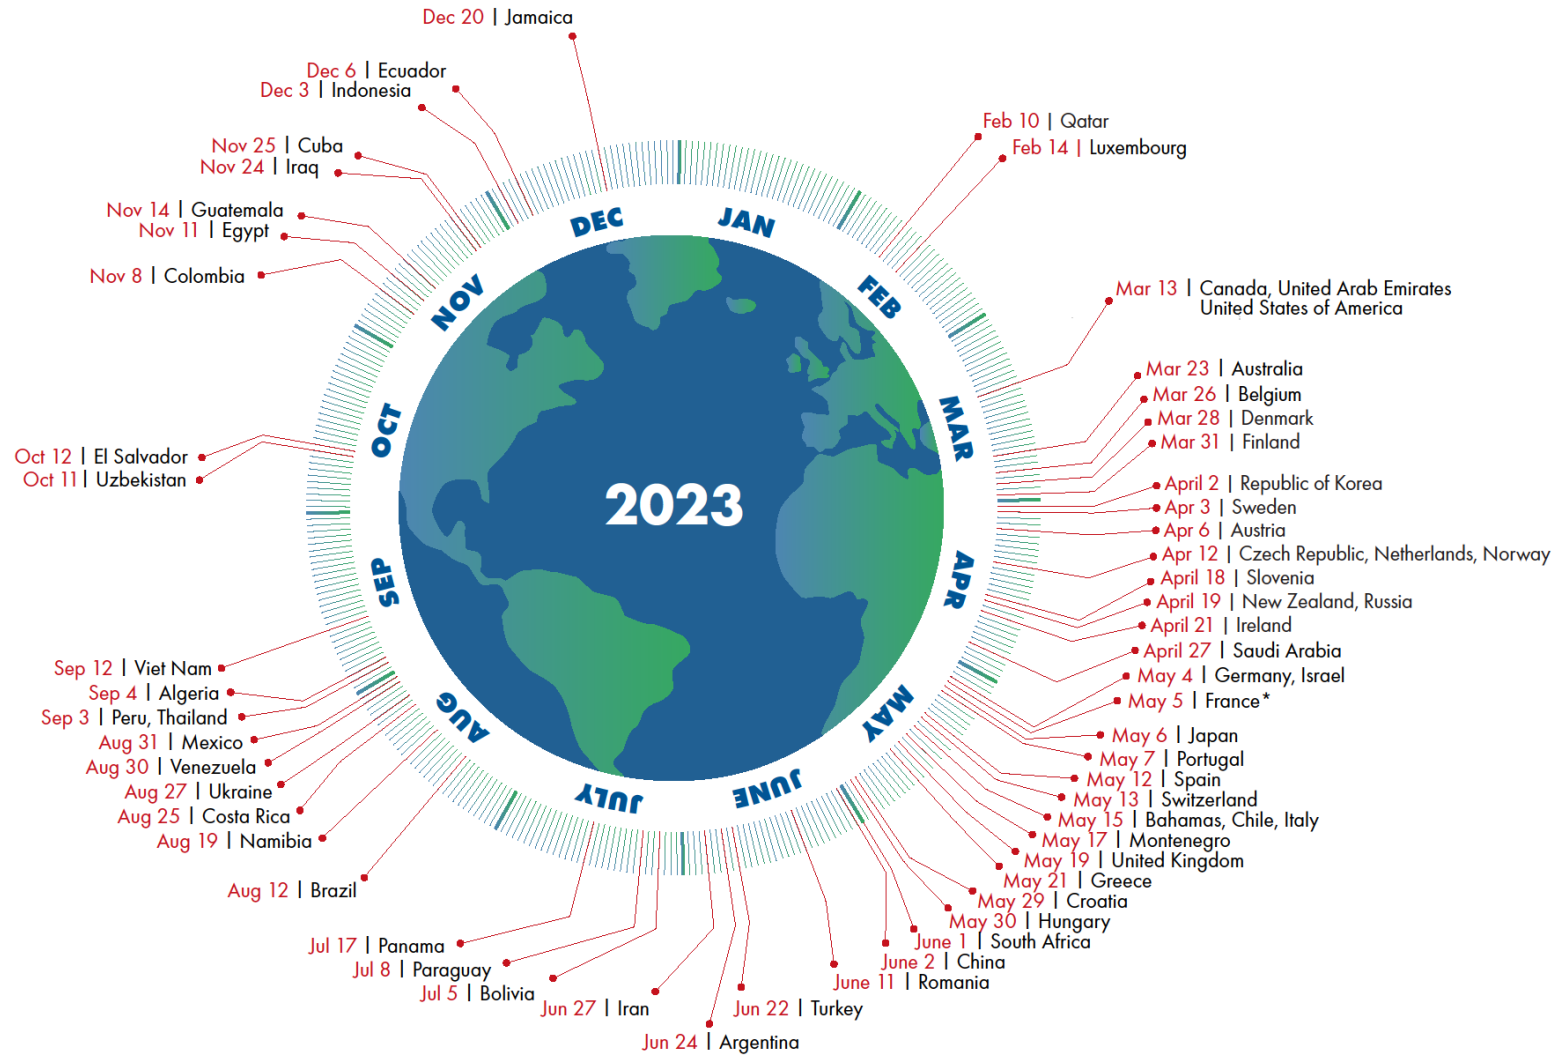 Dec 20 | Jamaica
Dec 6 | Ecuador
Dec 3 | Indonesia
Nov 25 | Cuba
Nov 24 | Iraq
Nov 14 | Guatemala
Nov 11 | Egypt
Nov 8 | Colombia
Oct 12 | El Salvador
Oct 11 | Uzbekistan
Sep 12 | Viet Nam
Sep 4 | Algeria
Sep 3 | Peru, Thailand
Aug 31 | Mexico
Aug 30 | Venezuela
Aug 27 | Ukraine
Aug 25 | Costa Rica
Aug 19 | Namibia
Aug 12 | Brazil
Jul 17 | Panama
Jul 8 | Paraguay
Jul 5 | Bolivia
Jun 27 | Iran
Jun 24 | Argentina
Jun 22 | Turkey
Feb 10 | Qatar
Feb 14 | Luxembourg
Mar 13 | Canada, United Arab Emirates
United States of America
Mar 23 | Australia
Mar 26 | Belgium
Mar 28 | Denmark
Mar 31 | Finland
April 2 | Republic of Korea
Apr 3 | Sweden
Apr 6 | Austria
Apr 12 | Czech Republic, Netherlands, Norway
April 18 | Slovenia
April 19 | New Zealand, Russia
April 21 | Ireland
April 27 | Saudi Arabia
May 4 | Germany, Israel
May 5 | France*
May 6 | Japan
May 7 | Portugal
May 12 | Spain
May 13 | Switzerland
May 15 | Bahamas, Chile, Italy
May 17 | Montenegro
May 19 | United Kingdom
May 21 | Greece
May 29 | Croatia
May 30 | Hungary
June 1 | South Africa
June 2 | China
June 11 | Romania
JAN
FEB
MAR
APR
MAY
JUNE
JULY
AUG
SEP
OCT
NOV
DEC
2023